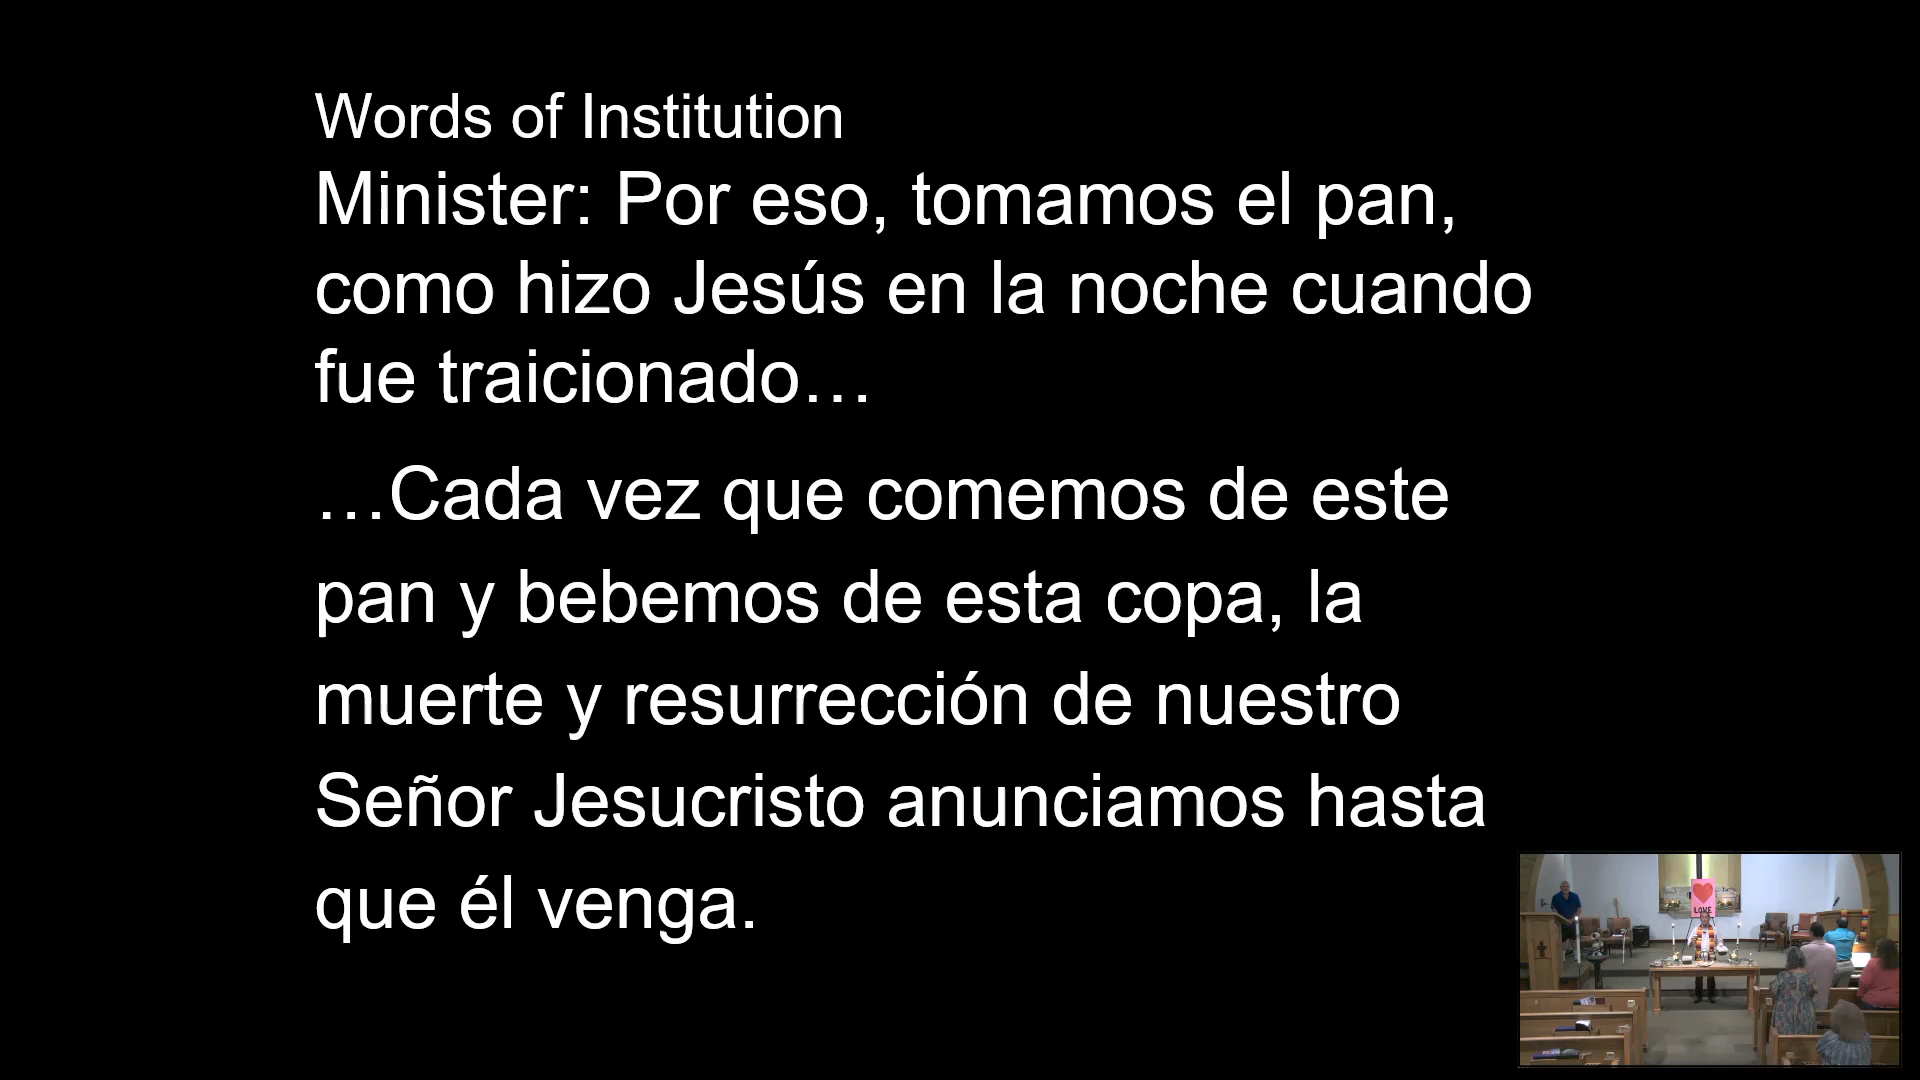 Words of Institution
Minister: Por eso, tomamos el pan,
como hizo Jesús en la noche cuando
fue traicionado…
…Cada vez que comemos de este
pan y bebemos de esta copa, la
muerte y resurrección de nuestro
Señor Jesucristo anunciamos hasta
que él venga.
LOVE